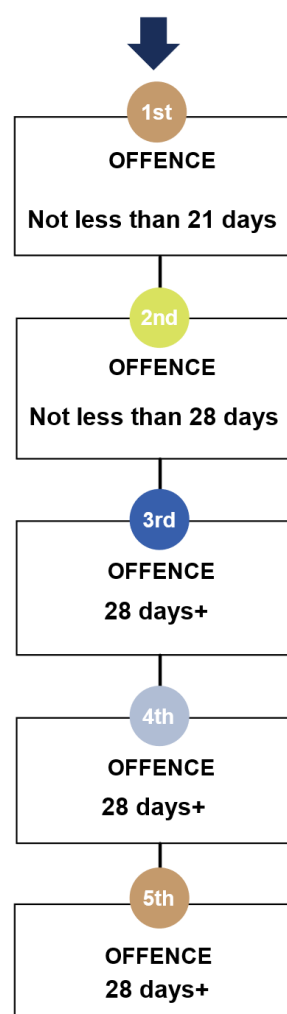 1st
OFFENCE
Not less than 21 days
2nd
OFFENCE
Not less than 28 days
3rd
OFFENCE
28 days+
4th
OFFENCE
28 days+
5th
OFFENCE
28 days+